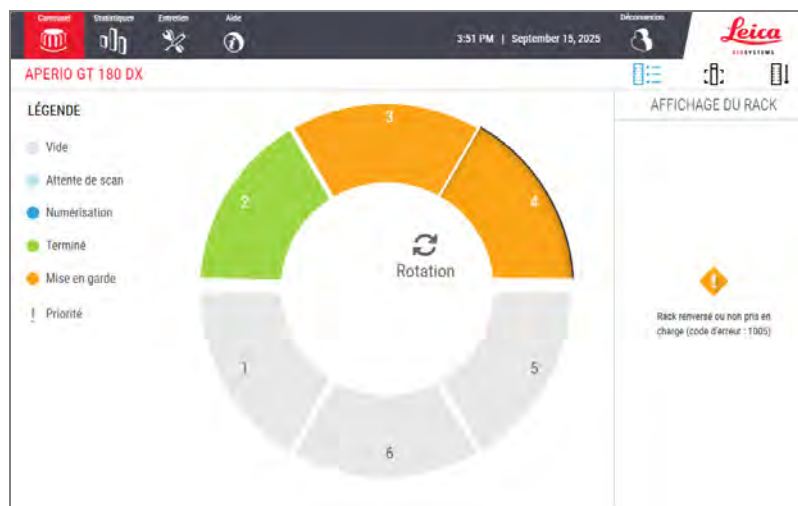 Carrousel Statistiques Entretien Aide Déconnexion
3:51 PM | September 15, 2025
Leica
BIOSYSTEMS
APERIO GT 180 DX
AFFICHAGE DU RACK
LÉGENDE
Vide
Attente de scan
Numérisation
Terminé
Mise en garde
! Priorité
3
2
4
Rotation
1
5
6
Rack renversé ou non pris en
charge (code d'erreur : 1005)